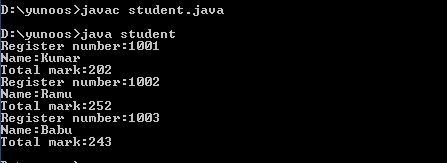 D:\yunoos>javac student.java
D:\yunoos>java student
Register number:1001
Name:Kumar
Total mark:202
Register number:1002
Name:Ramu
Total mark:252
Register number:1003
Name:Babu
Total mark:243